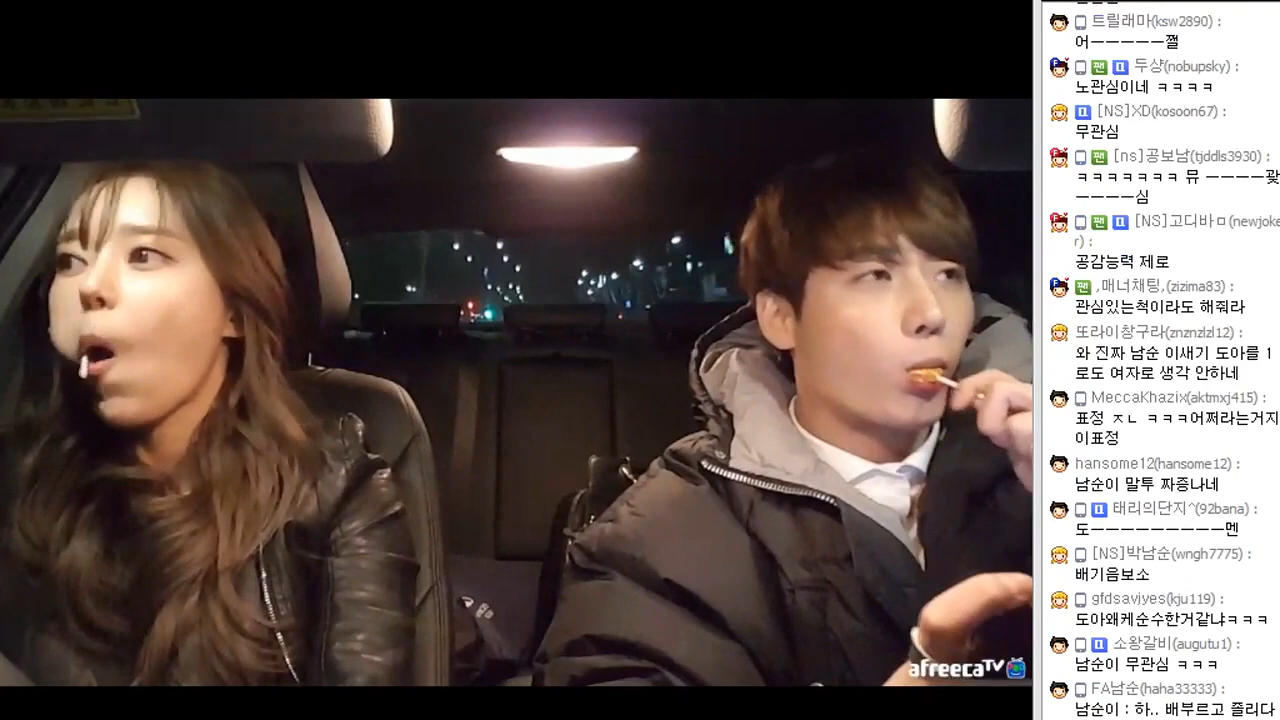 트릴래마(ksw2890) :
어ㅡㅡㅡㅡㅡ쩔
팬 두샹(nobupsky) :
노관심이네 ㅋㅋㅋㅋ
[NS]XD(kosoon67) :
무관심
팬 [ns]공보남(tjddls3930) :
ㅋㅋㅋㅋㅋㅋㅋ 뮤 ㅡㅡㅡㅡ꽞
ㅡㅡㅡㅡ심
팬 [NS]고디바ㅁ(newjoke
r) :
공감능력 제로
팬 ,매너채팅,(zizima83) :
관심있는척이라도 해줘라
또라이창구라(znznzlzl12) :
와 진짜 남순 이새기 도아를 1
로도 여자로 생각 안하네
MeccaKhazix(aktmxj415) :
표정 ㅈㄴ ㅋㅋㅋ어쩌라는거지
이표정
hansome12(hansome12) :
남순이 말투 짜증나네
태리의단지^(92bana) :
도ㅡㅡㅡㅡㅡㅡㅡㅡㅡ멘
[NS]박남순(wngh7775) :
배기음보소
gfdsavjyes(kju119) :
도아왜케순수한거같냐ㅋㅋㅋ
소왕갈비(augutu1) :
남순이 무관심 ㅋㅋㅋ
FA남순(haha33333) :
남순이 : 하.. 배부르고 졸리다
afreecaTV